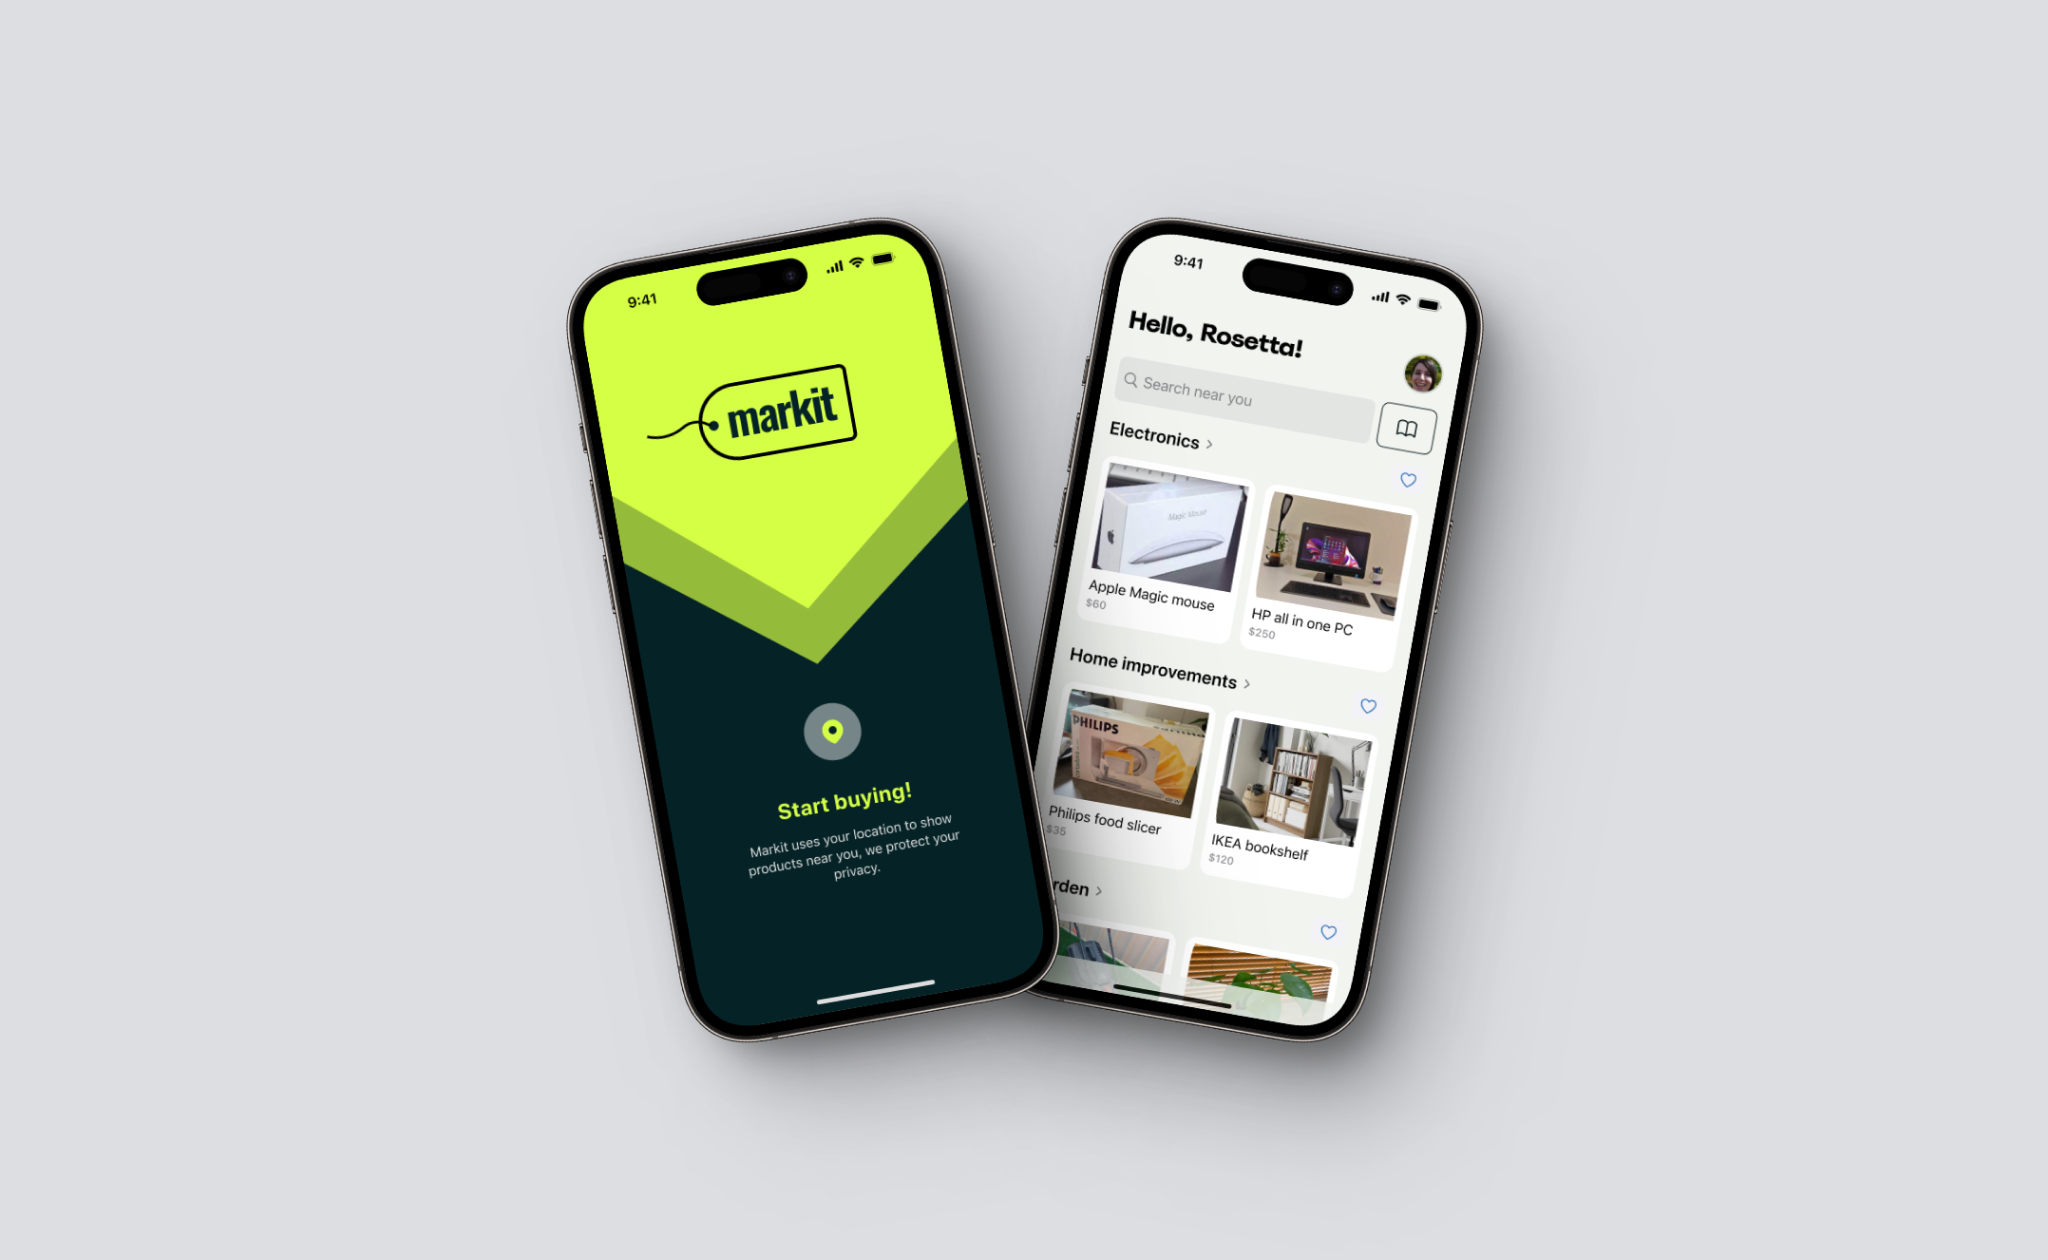 9:41
markit
Start buying!
Markit uses your location to show
products near you, we protect your
privacy.
9:41
Hello, Rosetta!
Search near you
Electronics
Magic Mouse
Apple Magic mouse
$60
HP all in one PC
$250
Home improvements
PHILIPS
Philips food slicer
$35
IKEA bookshelf
$120
rden